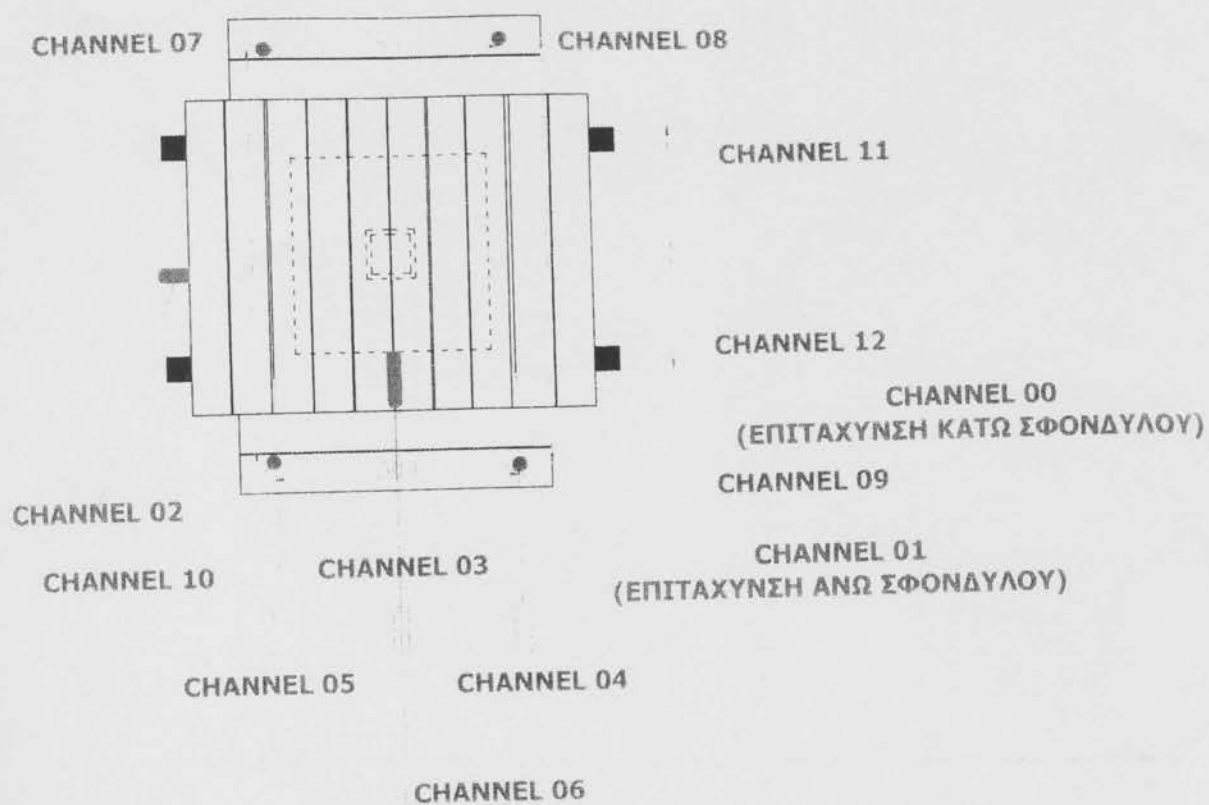 CHANNEL 07
CHANNEL 08
CHANNEL 11
CHANNEL 12
CHANNEL 00
(ΕΠΙΤΑΧΥΝΣΗ ΚΑΤΩ ΣΦΟΝΔΥΛΟΥ)
CHANNEL 09
CHANNEL 02
CHANNEL 01
(ΕΠΙΤΑΧΥΝΣΗ ΑΝΩ ΣΦΟΝΔΥΛΟΥ)
CHANNEL 03
CHANNEL 10
CHANNEL 05
CHANNEL 04
CHANNEL 06